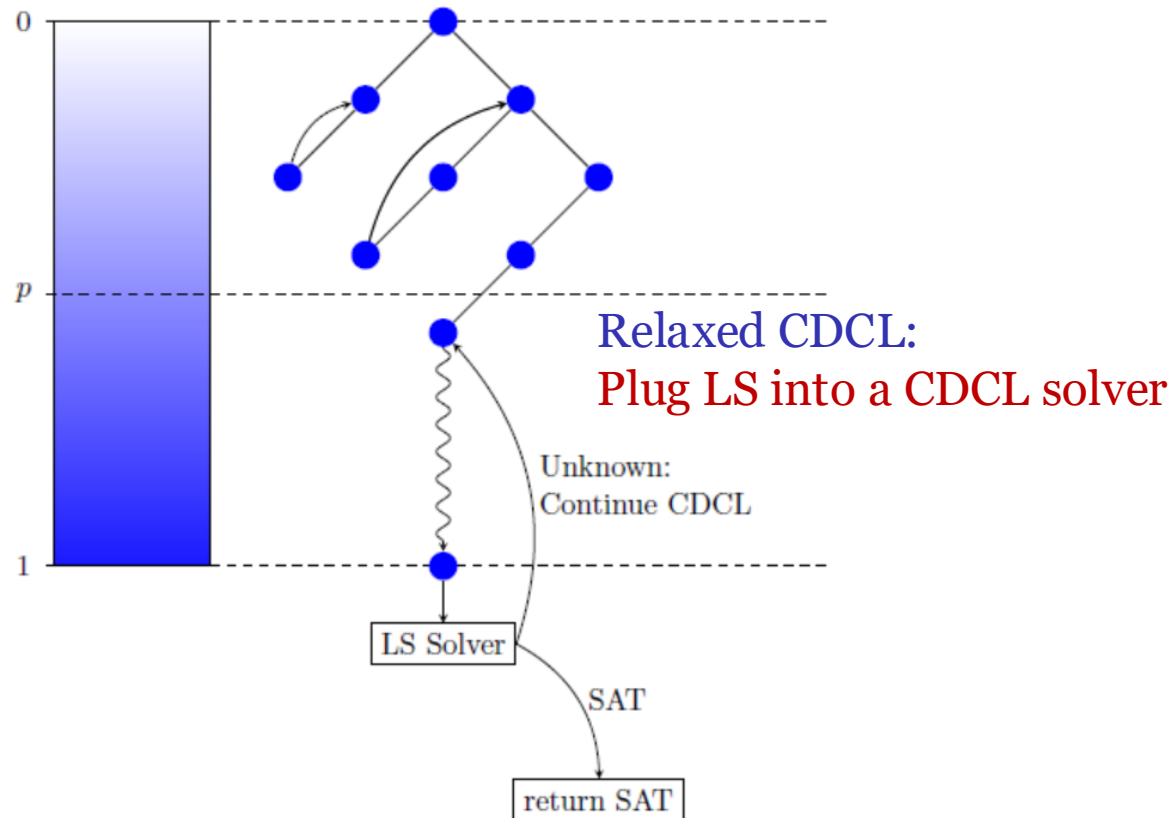 0
p
Relaxed CDCL:
Plug LS into a CDCL solver
Unknown:
Continue CDCL
1
LS Solver
SAT
return SAT